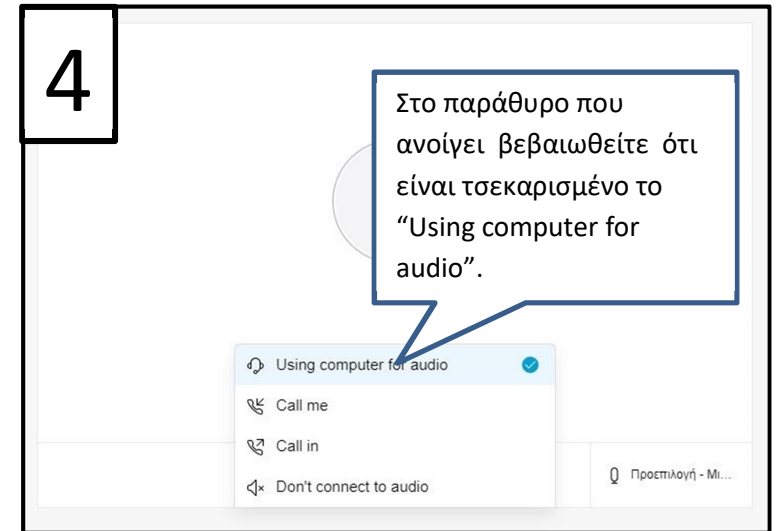 4
Στο παράθυρο που
ανοίγει βεβαιωθείτε ότι
είναι τσεκαρισμένο το
“Using computer for
audio”.
Using computer for audio
Call me
Call in
Don't connect to audio
Προεπιλογή - Μι...